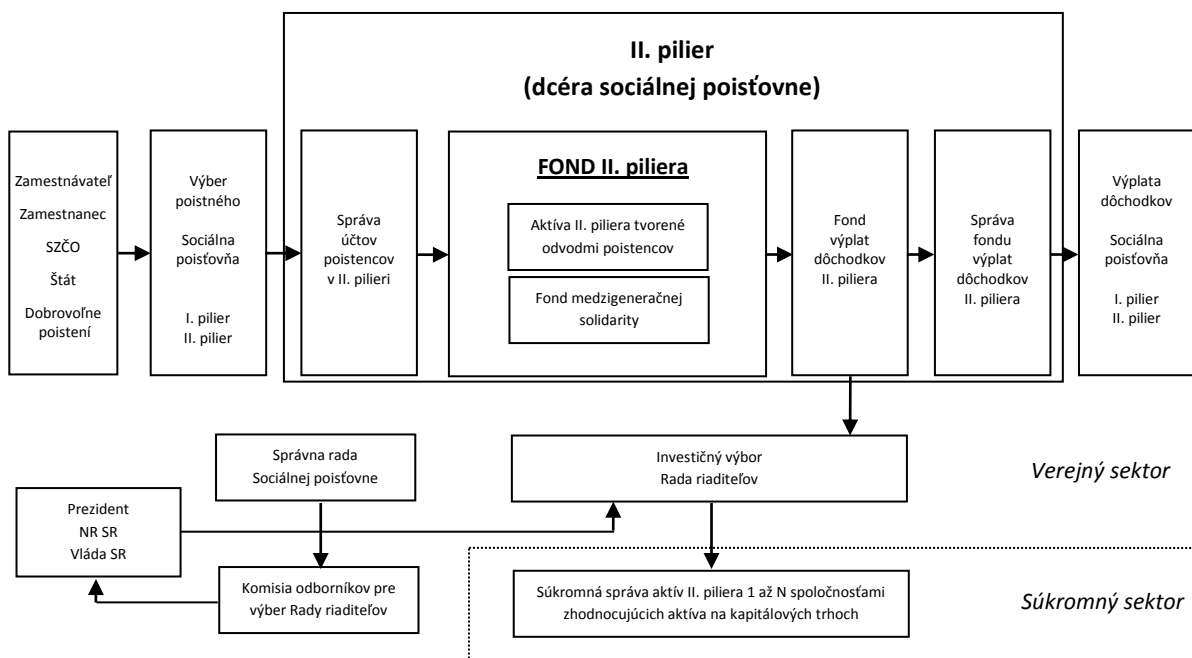 II. pilier
(dcéra sociálnej poisťovne)
Zamestnávateľ
Zamestnanec
SZČO
Štát
Dobrovoľne
poistení
Výber
poistného
Sociálna
poisťovňa
I. pilier
II. pilier
Správa
účtov
poistencov
v II. pilieri
FOND II. piliera
Aktíva II. piliera tvorené
odvodmi poistencov
Fond medzigeneračnej
solidarity
Fond
výplat
dôchodkov
II. piliera
Správa
fondu
výplat
dôchodkov
II. piliera
Výplata
dôchodkov
Sociálna
poisťovňa
I. pilier
II. pilier
Správna rada
Sociálnej poisťovne
Investičný výbor
Rada riaditeľov
Verejný sektor
Prezident
NR SR
Vláda SR
Komisia odborníkov pre
výber Rady riaditeľov
Súkromná správa aktív II. piliera 1 až N spoločnosťami
zhodnocujúcich aktíva na kapitálových trhoch
Súkromný sektor